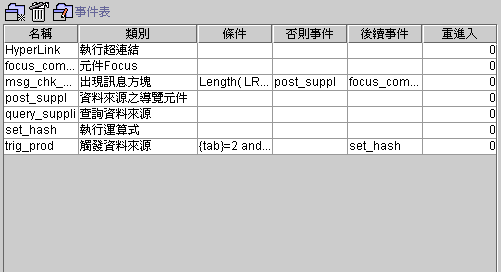 事件表
名稱 類別 條件 否則事件 後續事件 重進入
HyperLink 執行超連結 0
focus_com... 元件Focus 0
msg_chk_... 出現訊息方塊 Length( LR... post_suppl focus_com... 0
post_suppl 資料來源之導覽元件 0
query_suppli 查詢資料來源 0
set_hash 執行運算式 0
trig_prod 觸發資料來源 {tab}=2 and... set_hash 0